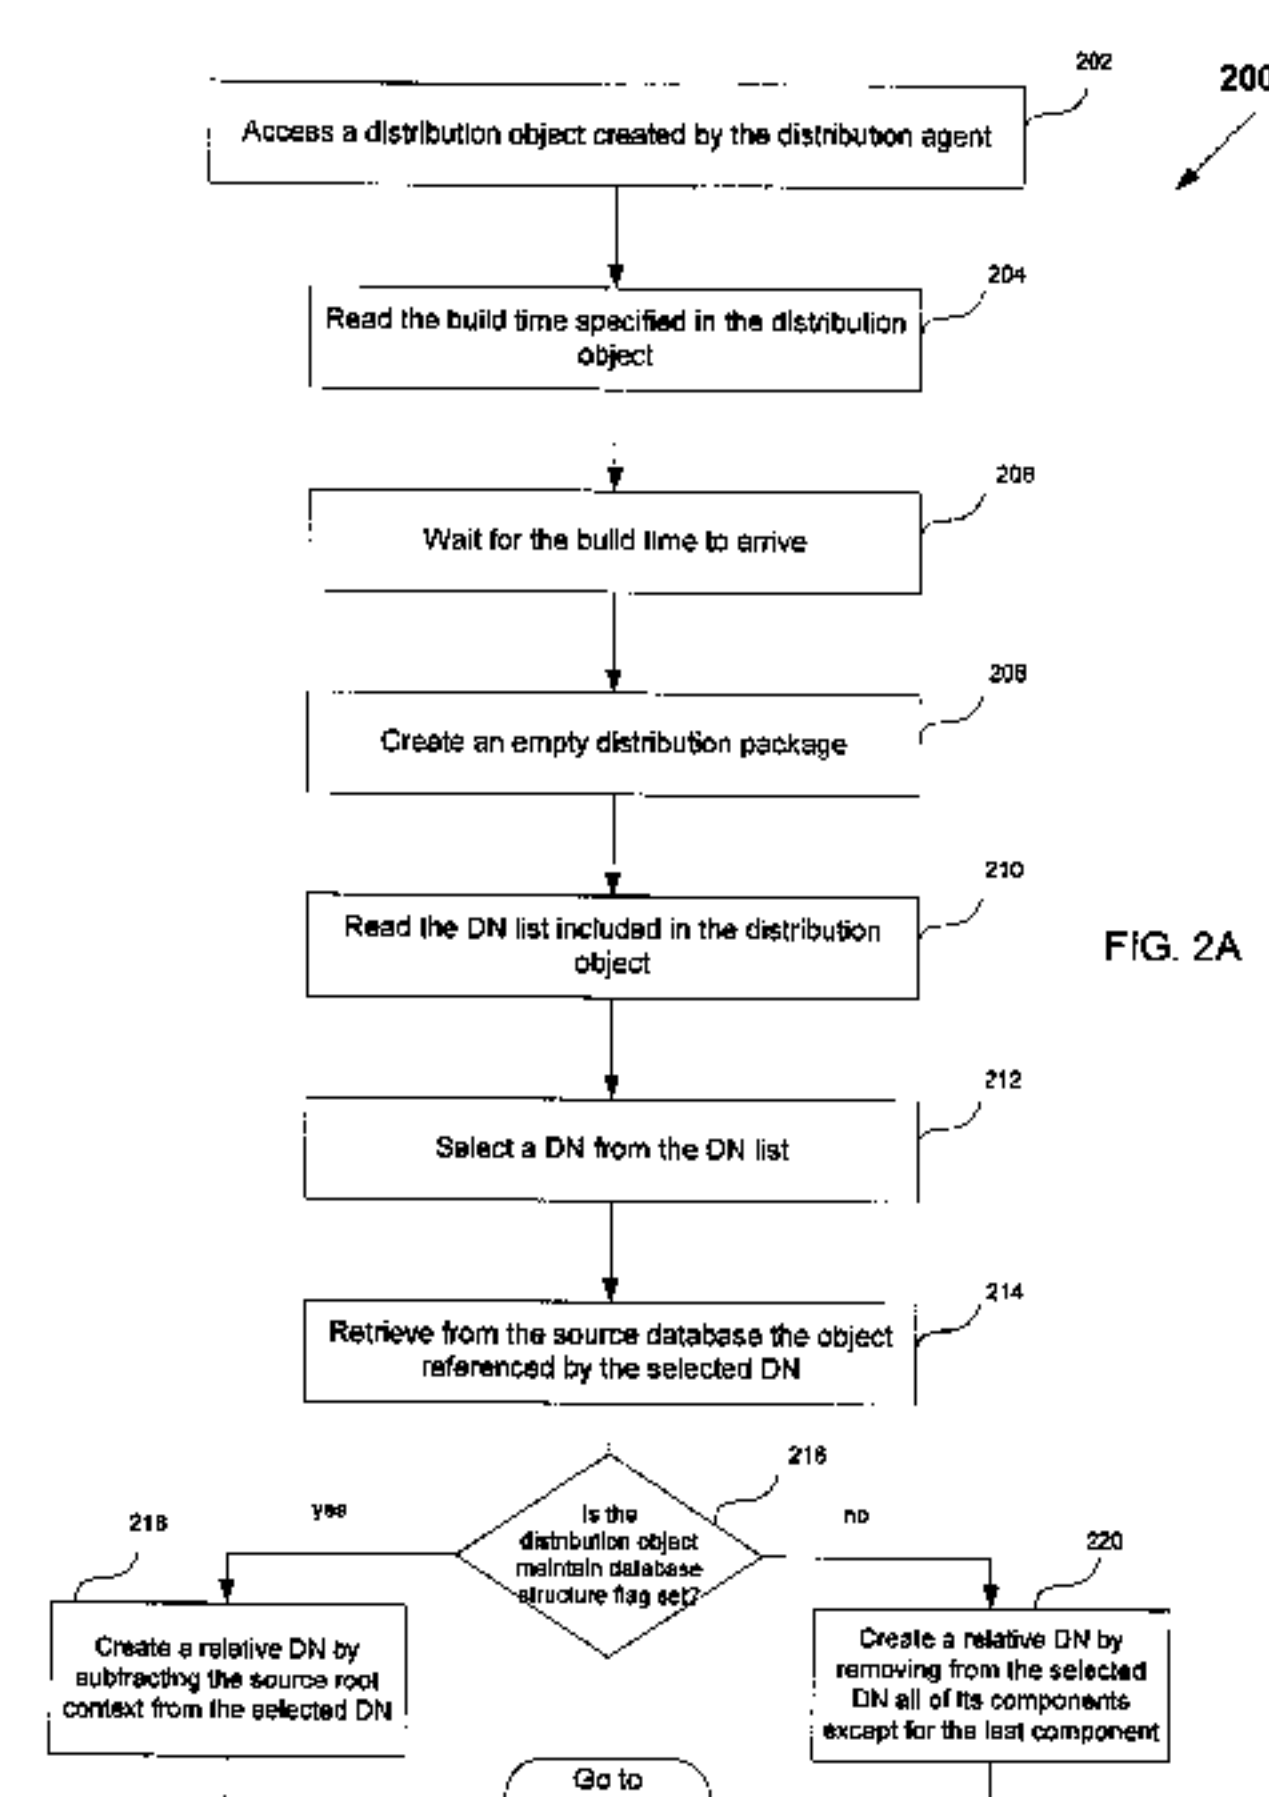 202
200
Access a distribution object created by the distribution agent
204
Read the build time specified in the distribution
object
206
Wait for the build time to arrive
208
Create an empty distribution package
210
Read the DN list included in the distribution
object
FIG. 2A
212
Select a DN from the DN list
214
Retrieve from the source database the object
referenced by the selected DN
216
yes
Is the
distribution object
maintain database
structure flag set?
no
218
220
Create a relative DN by
subtracting the source root
context from the selected DN
Create a relative DN by
removing from the selected
DN all of its components
except for the last component
Go to